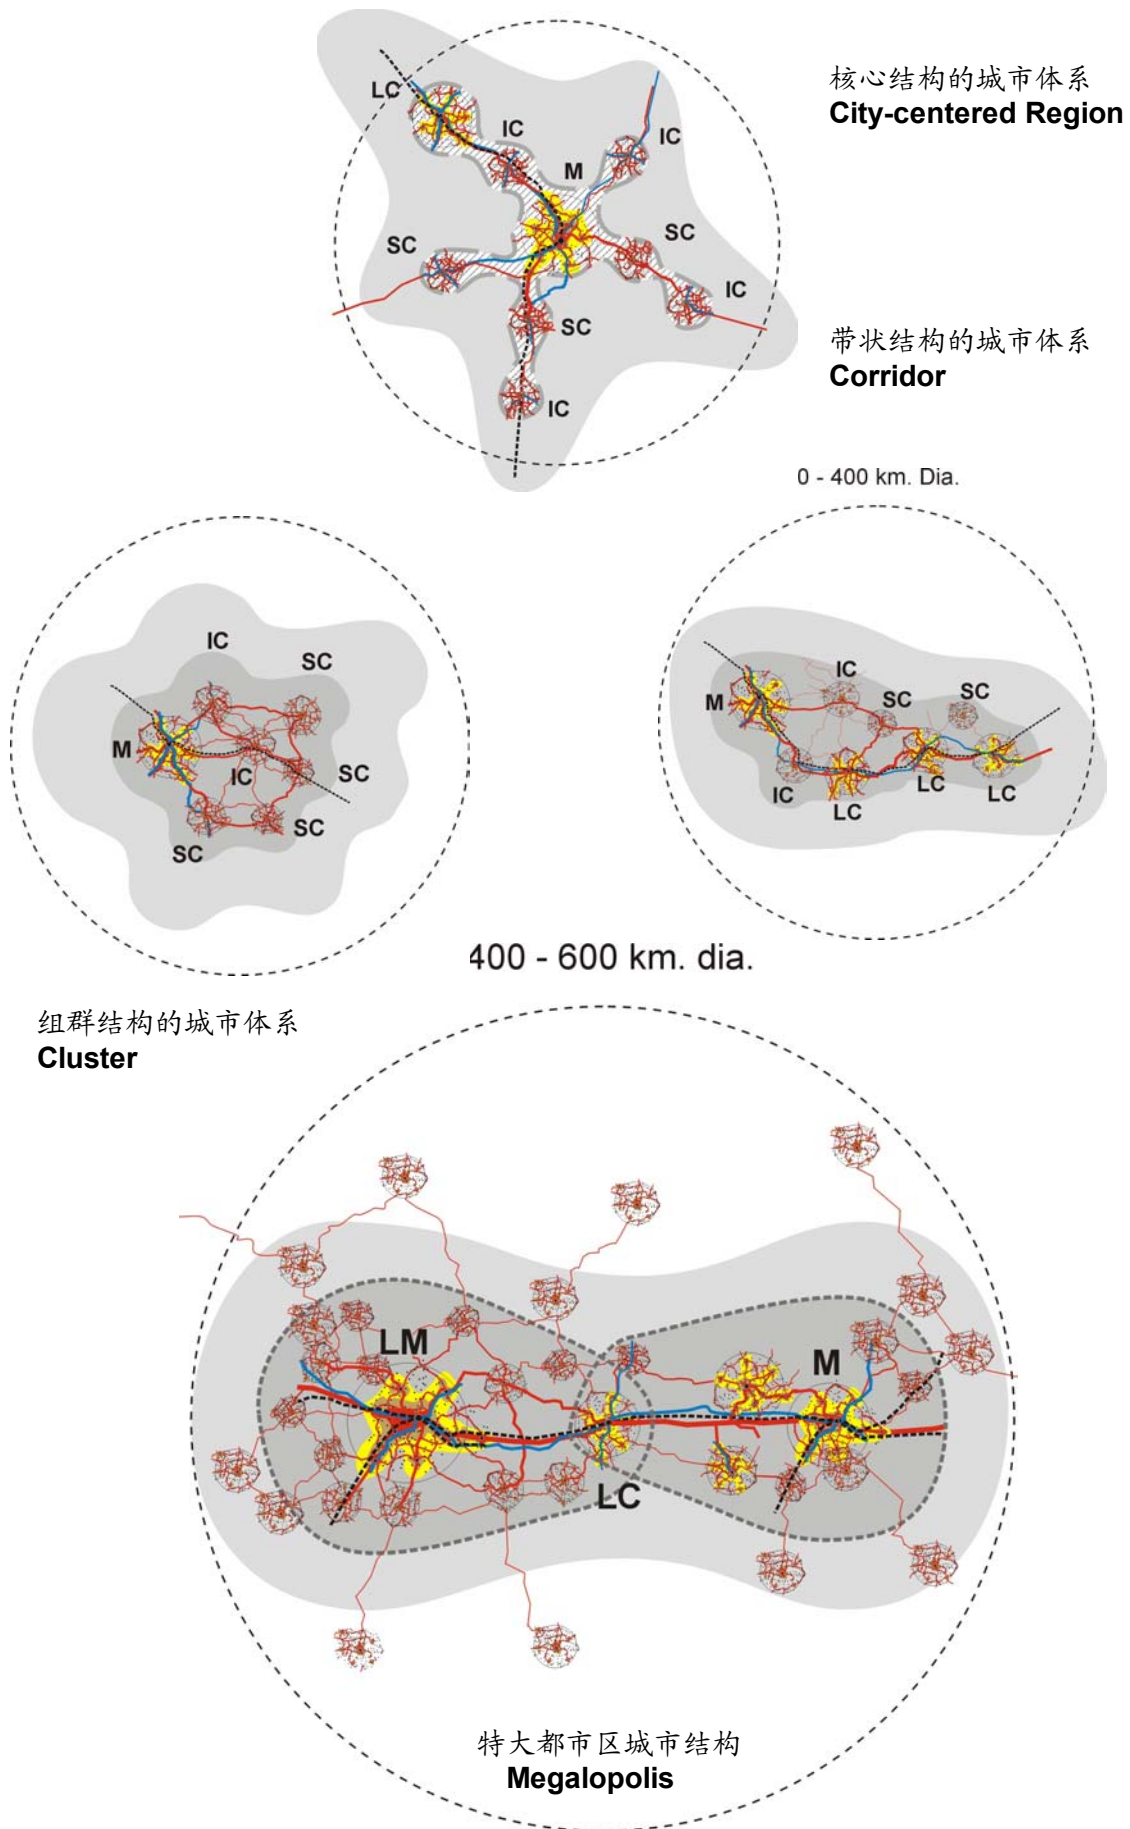 核心结构的城市体系
City-centered Region
LC
IC
IC
M
SC
SC
IC
SC
IC
带状结构的城市体系
Corridor
0 - 400 km. Dia.
IC
SC
M
IC
SC
SC
SC
IC
SC
SC
M
IC
LC
LC
LC
400 - 600 km. dia.
组群结构的城市体系
Cluster
LM
M
LC
特大都市区城市结构
Megalopolis